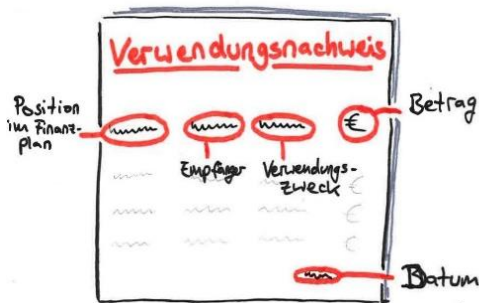 Verwendungsnachweis
Position
im Finanz-
plan
Betrag
€
Empfänger
Verwendungs-
zweck
€
€
€
Datum